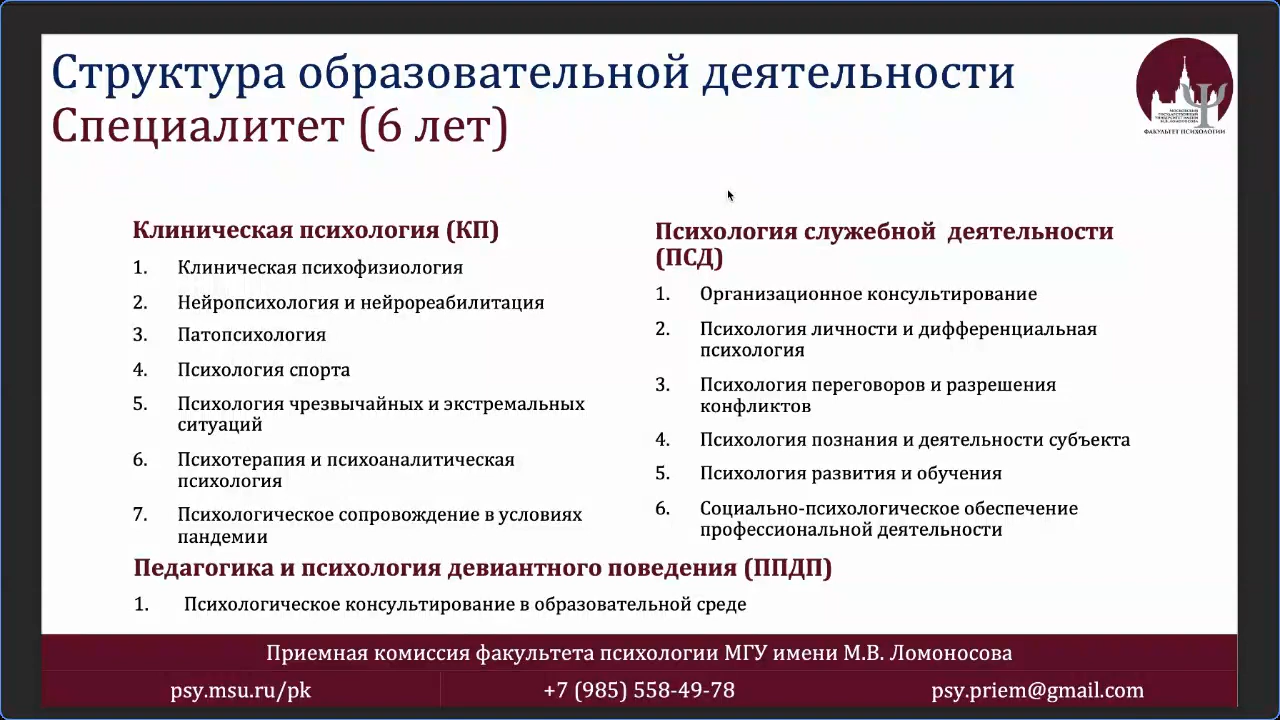 Структура образовательной деятельности
Специалитет (6 лет)
ФАКУЛЬТЕТ ПСИХОЛОГИИ
Клиническая психология (КП)
1. Клиническая психофизиология
2. Нейропсихология и нейрореабилитация
3. Патопсихология
4. Психология спорта
5. Психология чрезвычайных и экстремальных
ситуаций
6. Психотерапия и психоаналитическая
психология
7. Психологическое сопровождение в условиях
пандемии
Психология служебной деятельности
(ПСД)
1. Организационное консультирование
2. Психология личности и дифференциальная
психология
3. Психология переговоров и разрешения
конфликтов
4. Психология познания и деятельности субъекта
5. Психология развития и обучения
6. Социально-психологическое обеспечение
профессиональной деятельности
Педагогика и психология девиантного поведения (ППДП)
1. Психологическое консультирование в образовательной среде
Приемная комиссия факультета психологии МГУ имени М.В. Ломоносова
psy.msu.ru/pk
+7 (985) 558-49-78
psy.priem@gmail.com